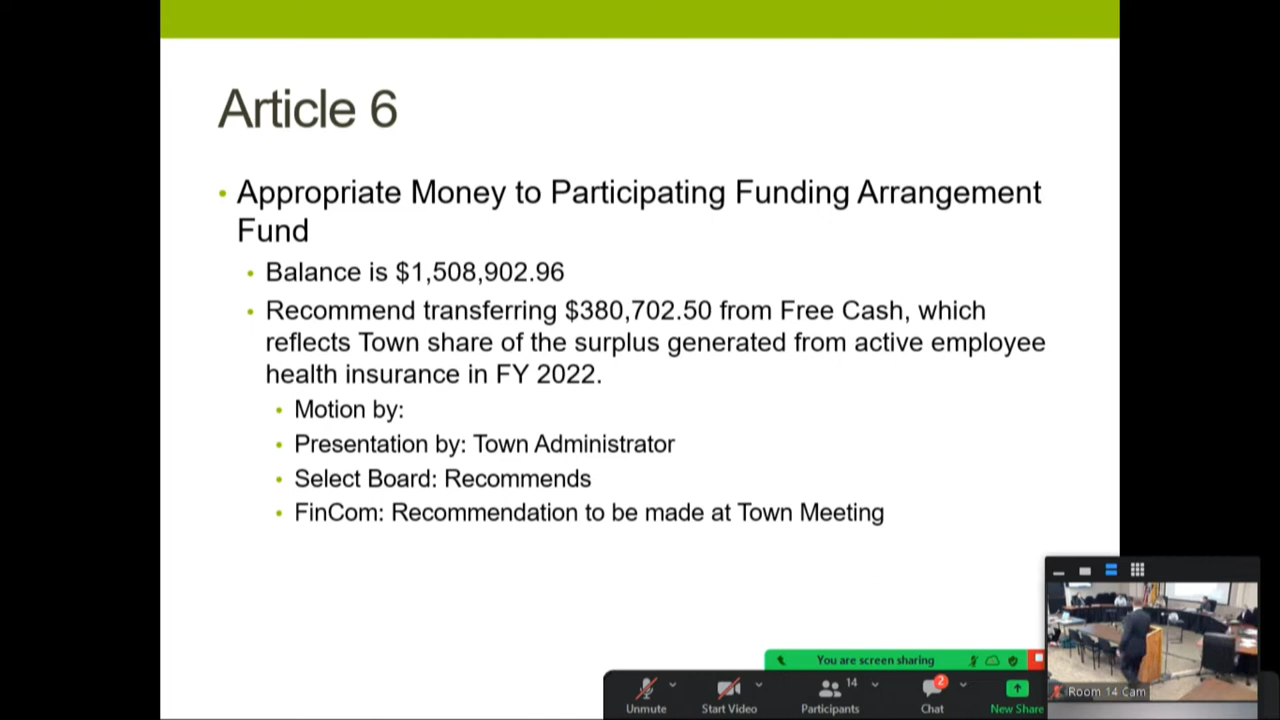 Article 6
• Appropriate Money to Participating Funding Arrangement
Fund
• Balance is $1,508,902.96
• Recommend transferring $380,702.50 from Free Cash, which
reflects Town share of the surplus generated from active employee
health insurance in FY 2022.
• Motion by:
• Presentation by: Town Administrator
• Select Board: Recommends
• FinCom: Recommendation to be made at Town Meeting
Room 14 Cam
You are screen sharing
14
2
Unmute
Start Video
Participants
Chat
New Share